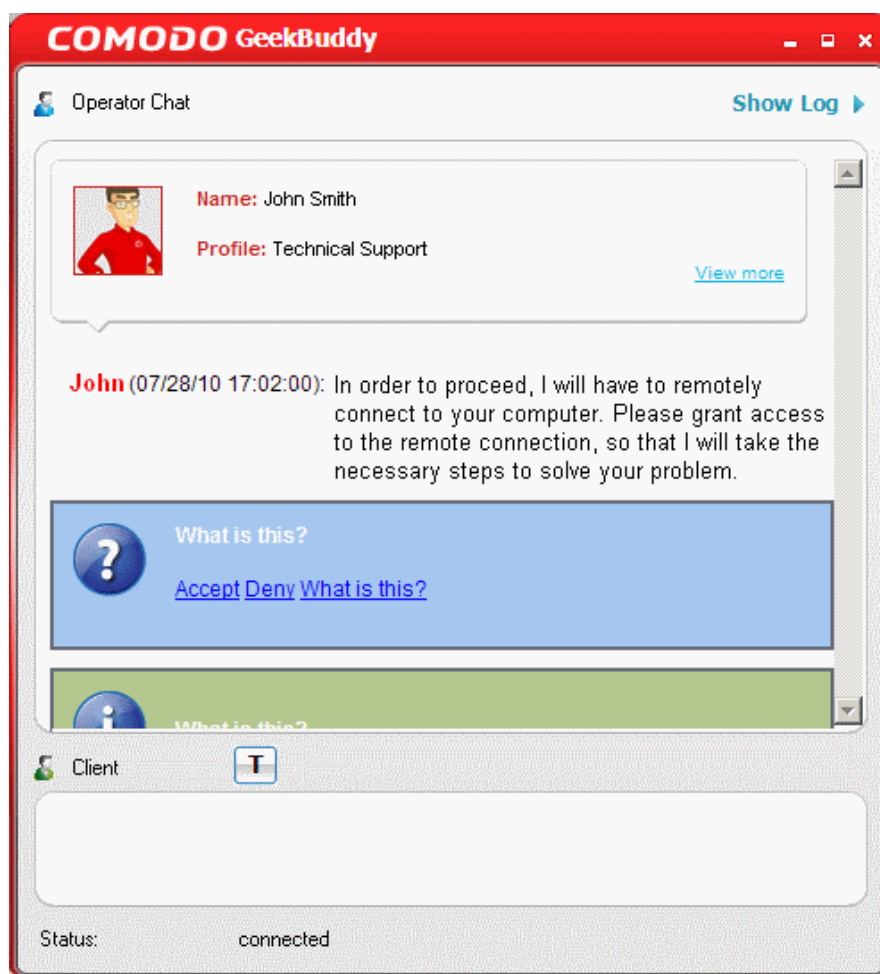 COMODO GeekBuddy
Operator Chat
Show Log
Name: John Smith
Profile: Technical Support
View more
John (07/28/10 17:02:00): In order to proceed, I will have to remotely
connect to your computer. Please grant access
to the remote connection, so that I will take the
necessary steps to solve your problem.
What is this?
Accept Deny What is this?
What is this?
Client
T
Status: connected